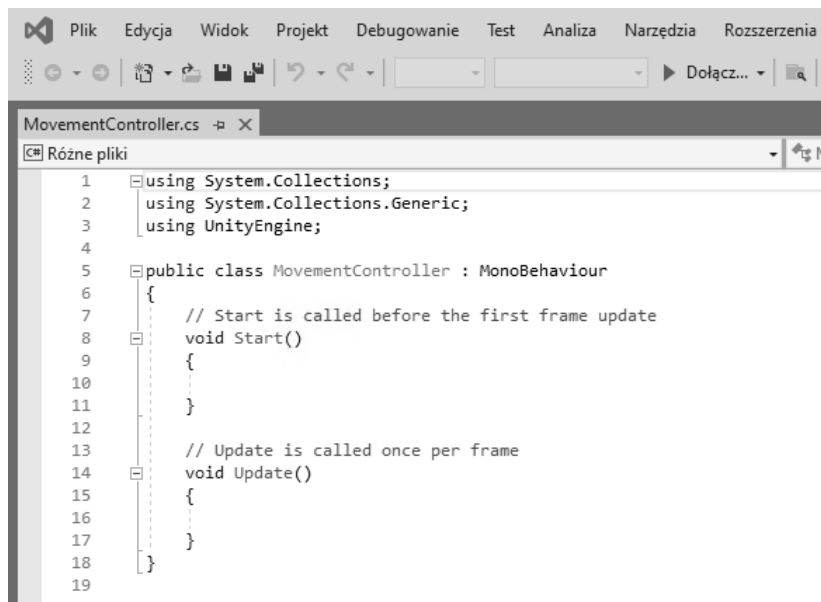 Plik Edycja Widok Projekt Debugowanie Test Analiza Narzędzia Rozszerzenia
Dołącz...
MovementController.cs
C# Różne pliki
1 using System.Collections;
2 using System.Collections.Generic;
3 using UnityEngine;
4
5 public class MovementController : MonoBehaviour
6 {
7 // Start is called before the first frame update
8 void Start()
9 {
10
11 }
12
13 // Update is called once per frame
14 void Update()
15 {
16
17 }
18 }
19